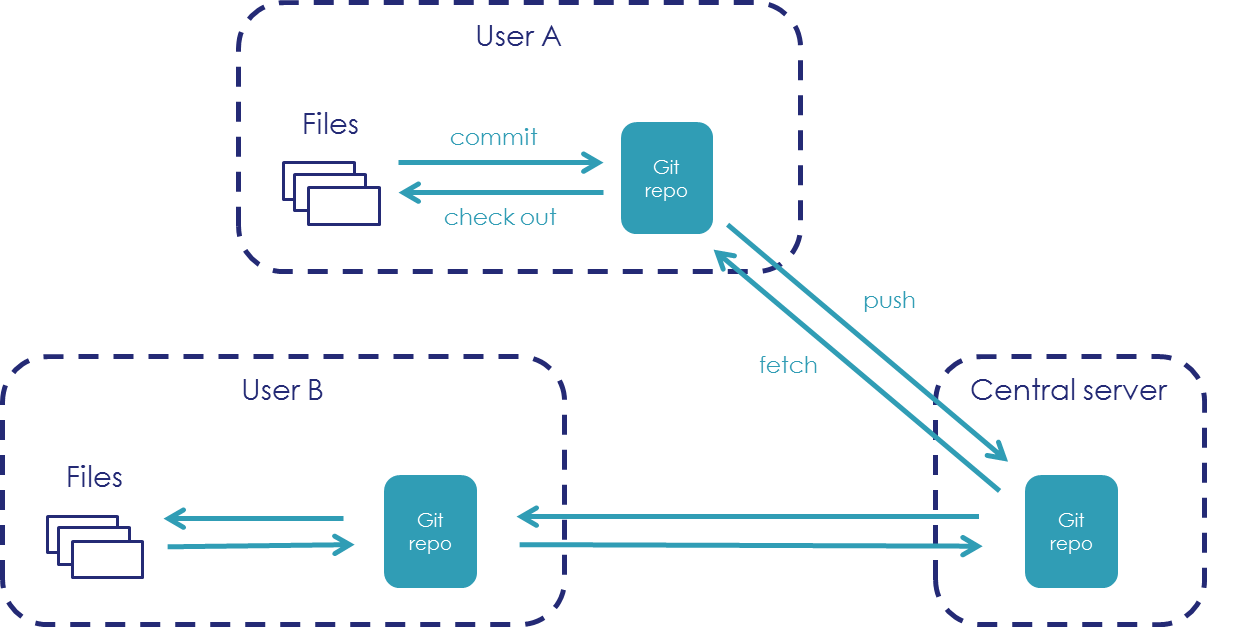 User A
Files
commit
Git
repo
check out
push
fetch
User B
Central server
Files
Git
repo
Git
repo